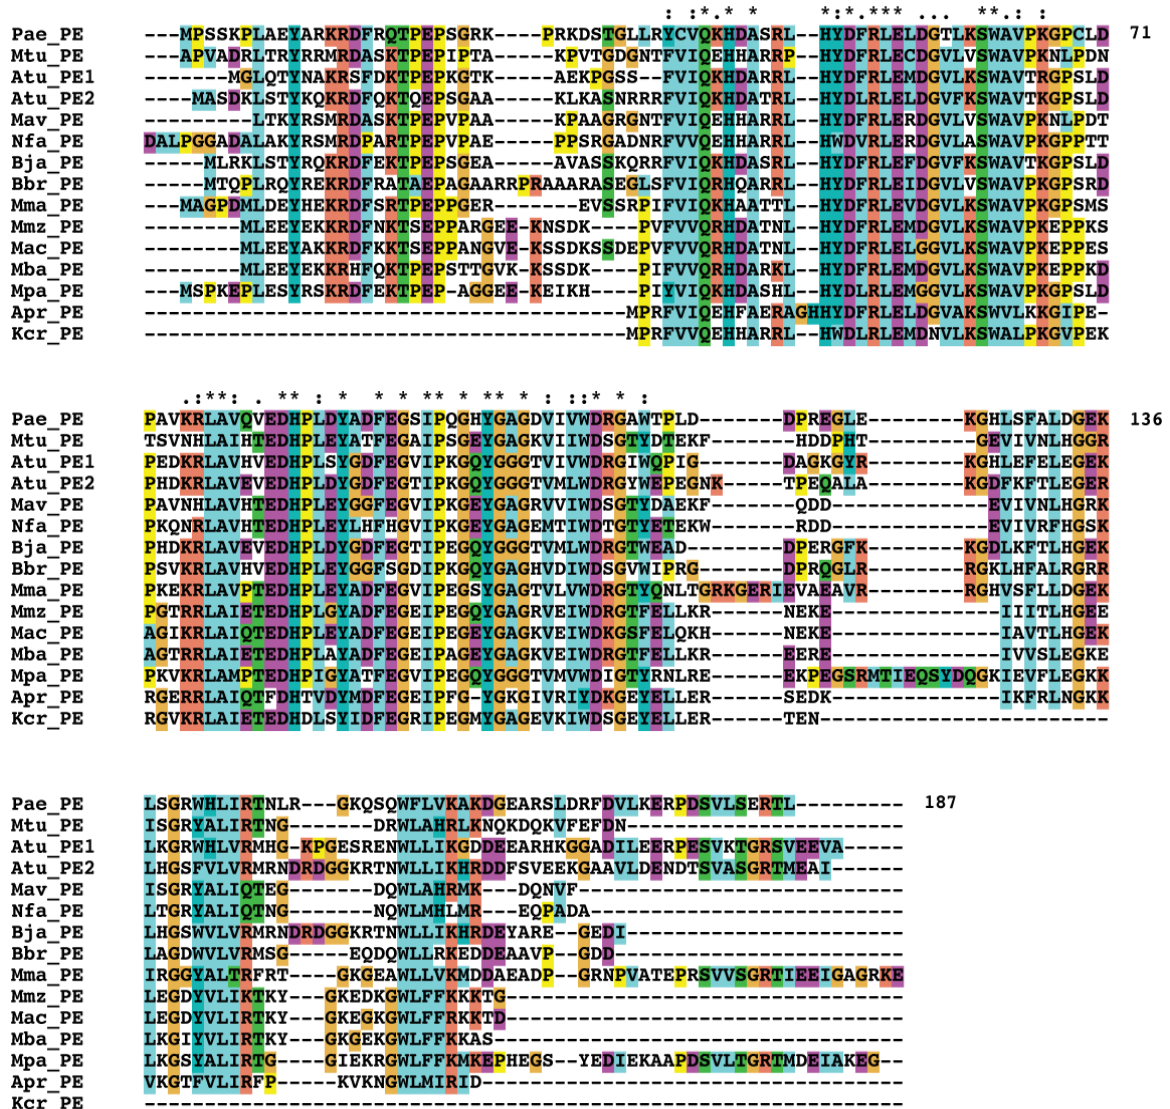 : :*.* * *:*.*** ... **.: :
Pae_PE ---MPSSKPLAEYARKRDFRQTPEPSGRK----PRKDSTGLLRYCVQKHDASRL--HYDFRLELDGTLKSWAVPKGPCLD 71
Mtu_PE ---APVADRLTRYRRMRDASKTPEPIPTA-----KPVTGDGNTFVIQEHHARRP--HYDFRLECDGVLVSWAVPKNLPDN
Atu_PE1 -------MGLQTYNAKRSFDKTPEPKGTK-----AEKPGSS--FVIQKHDARRL--HYDFRLEMDGVLKSWAVTRGPSLD
Atu_PE2 ----MASDKLSTYKQKRDFQKTQEPSGAA-----KLKASNRRRFVIQKHDATRL--HYDLRLELDGVFKSWAVTKGPSLD
Mav_PE ---------LTKYRSMRDASKTPEPVPAA-----KPAAGRGNTFVIQEHHARRL--HYDFRLERDGVLVSWAVPKNLPDT
Nfa_PE DALPGGADALAKYRSMRDPARTPEPVPAE-----PPSRGADNRFVIQEHHARRL--HWDVRLERDGVLASWAVPKGPPTT
Bja_PE -----MLRKLSTYRQKRDFEKTPEPSGEA-----AVASSKQRRFVIQKHDASRL--HYDFRLEFDGVFKSWAVTKGPSLD
Bbr_PE -----MTQPLRQYREKRDFRATAEPAGAARRPRAAARASEGLSFVIQRHQARRL--HYDFRLEIDGVLVSWAVPKGPSRD
Mma_PE ---MAGPDMLDEYHEKRDFSRTPEPPGER-------EVSSRPIFVIQKHAATTL--HYDFRLEVDGVLKSWAVPKGPSMS
Mmz_PE --------MLEEYEKKRDFNKTSEPPARGEE-KNSDK----PVFVVQRHDATNL--HYDFRLEMGGVLKSWAVPKEPPKS
Mac_PE --------MLEEYAKKRDFKKTSEPPANGVE-KSSDKSSDEPVFVVQRHDATNL--HYDFRLELGGVLKSWAVPKEPPES
Mba_PE --------MLEEYEKKRHFQKTPEPSTTGVK-KSSDK----PIFVVQKHDARKL--HYDFRLEMDGVLKSWAVPKEPPKD
Mpa_PE ---MSPKEPLESYRSKRDFEKTPEP-AGGEE-KEIKH----PIYVIQKHDASHL--HYDLRLEMGGVLKSWAVPKGPSLD
Apr_PE ----------------------------------------MPRFVIQEHFAERAGHHYDFRLELDGVAKSWVLKKGIPE-
Kcr_PE ----------------------------------------MPRFVVQEHHARRL--HWDLRLEMDNVLKSWALPKGVPEK
.:**: . ** : * * * ** ** * : ::* * :
Pae_PE PAVKRLAVQVEDHPLDYADFEGSIPQGHYGAGDVIVWDRGAWTPLD-------DPREGLE--------KGHLSFALDGEK 136
Mtu_PE TSVNHLAIHTEDHPLEYATFEGAIPSGEYGAGKVIIWDSGTYDTEKF------HDDPHT---------GEVIVNLHGGR
Atu_PE1 PEDKRLAVHVEDHPLSYGDFEGVIPKGQYGGGTVIVWDRGIWQPIG-------DAGKGYR--------KGHLEFELEGEK
Atu_PE2 PHDKRLAVEVEDHPLDYGDFEGTIPKGQYGGGTVMLWDRGYWEPEGNK-----TPEQALA--------KGDFKFTLEGER
Mav_PE PAVNHLAVHTEDHPLEYGGFEGVIPKGEYGAGRVVIWDSGTYDAEKF------QDD------------EVIVNLHGRK
Nfa_PE PKQNRLAVHTEDHPLEYLHFHGVIPKGEYGAGEMTIWDTGTYETEKW------RDD------------EVIVRFHGSK
Bja_PE PHDKRLAVEVEDHPLDYGDFEGTIPEGQYGGGTVMLWDRGTWEAD--------DPERGFK--------KGDLKFTLHGEK
Bbr_PE PSVKRLAVHVEDHPLEYGGFSGDIPKGQYGAGHVDIWDSGVWIPRG-------DPRQGLR--------RGKLHFALRGRR
Mma_PE PKEKRLAVPTEDHPLEYADFEGVIPEGSYGAGTVLVWDRGTYQNLTGRKGERIEVAEAVR--------RGHVSFLLDGEK
Mmz_PE PGTRRLAIETEDHPLGYADFEGVIPEGQYGAGRVEIWDRGTFELLKR------NEKE-----------IIITLHGEE
Mac_PE AGIKRLAIQTEDHPLEYADFEGEIPEGEYGAGKVEIWDKGSFELQKH------NEKE-----------IAVTLHGEK
Mba_PE AGTRRLAIETEDHPLAYADFEGEIPAGEYGAGKVEIWDRGTFELLKR------EERE-----------IVVSLEGKE
Mpa_PE PKVKRLAMPTEDHPIGYATFEGVIPEGQYGGGTVMVWDIGTYRNLRE------EKPEGSRMTIEQSYDQGKIEVFLEGKK
Apr_PE RGERRLAIQTFDHTVDYMDFEGEIPFG-YGKGIVRIYDKGEYELLER------SEDK-----------IKFRLNGKK
Kcr_PE RGVKRLAIETEDHDLSYIDFEGRIPEGMYGAGEVKIWDSGEYELLER------TEN------------------------
Pae_PE LSGRWHLIRTNLR---GKQSQWFLVKAKDGEARSLDRFDVLKERPDSVLSERTL--------- 187
Mtu_PE ISGRYALIRTNG-------DRWLAHRLKNQKDQKVFEFDN-----------------------
Atu_PE1 LKGRWHLVRMHG-KPGESRENWLLIKGDDEEARHKGGADILEERPESVKTGRSVEEVA-----
Atu_PE2 LHGSFVLVRMRNDRDGGKRTNWLLIKHRDDFSVEEKGAAVLDENDTSVASGRTMEAI------
Mav_PE ISGRYALIQTEG-------DQWLAHRMK---DQNVF---------------------------
Nfa_PE LTGRYALIQTNG-------NQWLMHLMR---EQPADA--------------------------
Bja_PE LHGSWVLVRMRNDRDGGKRTNWLLIKHRDEYARE--GEDI-----------------------
Bbr_PE LAGDWVLVRMSG-----EQDQWLLRKEDDEAAVP--GDD------------------------
Mma_PE IRGGYALTRFRT----GKGEAWLLVKMDDAEADP--GRNPVATEPRSVVSGRTIEEIGAGRKE
Mmz_PE LEGDYVLIKTKY---GKEDKGWLFFKKKTG---------------------------------
Mac_PE LEGDYVLIRTKY---GKEGKGWLFFRKKTD---------------------------------
Mba_PE LKGIYVLIRTKY---GKGEKGWLFFKKAS----------------------------------
Mpa_PE LKGSYALIRTG----GIEKRGWLFFKMKEPHEGS--YEDIEKAAPDSVLTGRTMDEIAKEG--
Apr_PE VKGTFVLIRFP-----KVKNGWLMIRID-----------------------------------
Kcr_PE ---------------------------------------------------------------